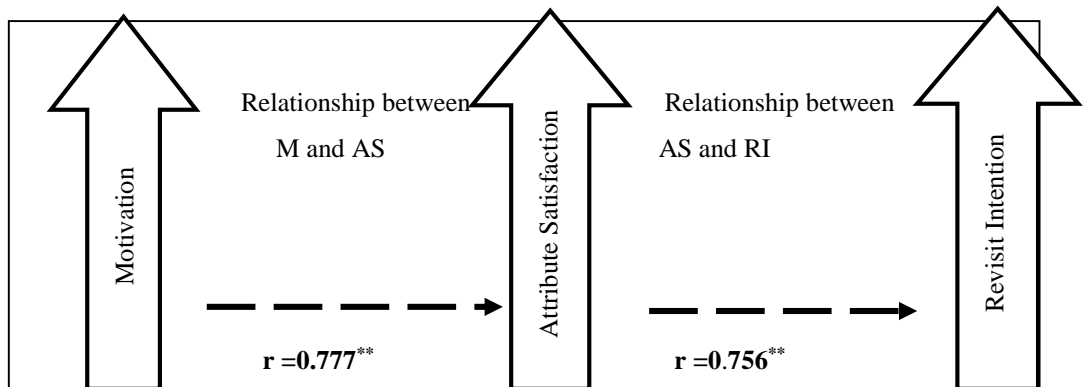 Motivation
Relationship between
M and AS
r =0.777**
Attribute Satisfaction
Relationship between
AS and RI
r =0.756**
Revisit Intention